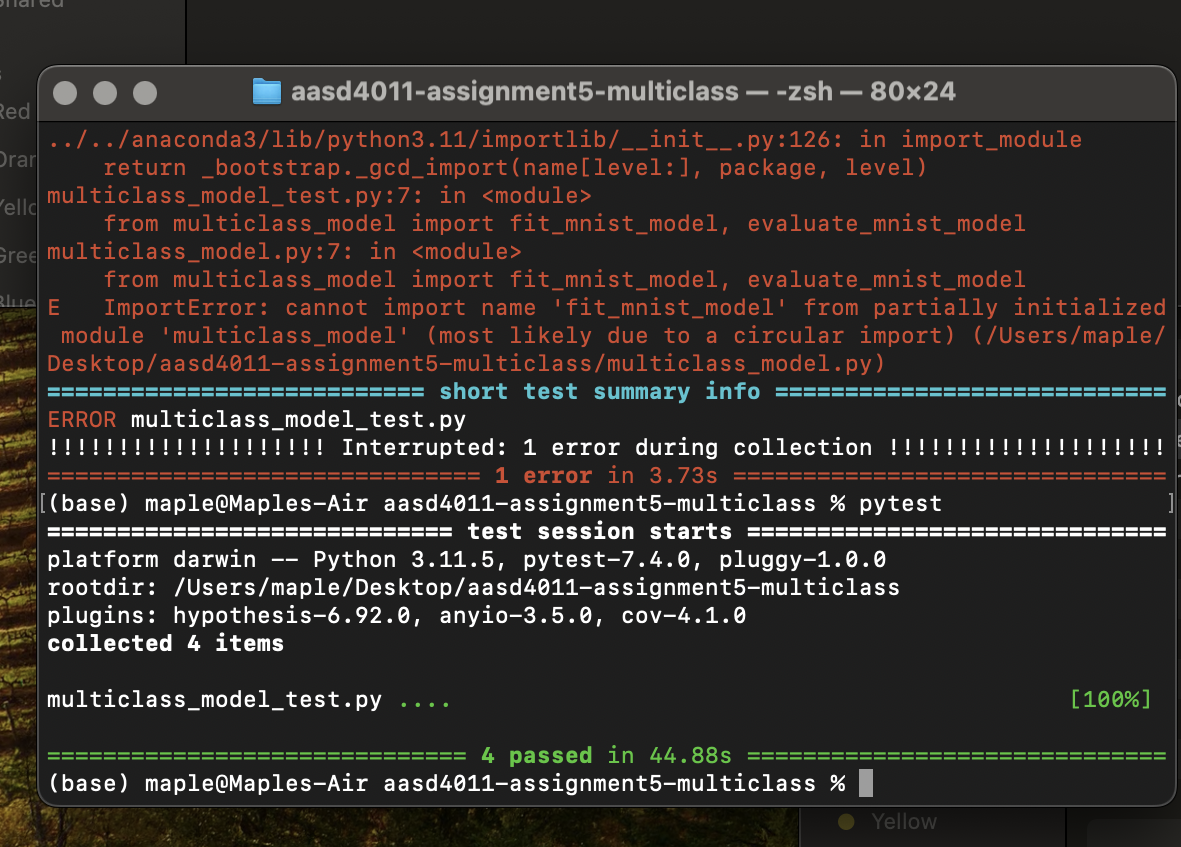 Shared
Red
Yello
Gree
Blue
aasd4011-assignment5-multiclass — -zsh — 80×24
../../anaconda3/lib/python3.11/importlib/__init__.py:126: in import_module
    return _bootstrap._gcd_import(name[level:], package, level)
multiclass_model_test.py:7: in <module>
    from multiclass_model import fit_mnist_model, evaluate_mnist_model
multiclass_model.py:7: in <module>
    from multiclass_model import fit_mnist_model, evaluate_mnist_model
E   ImportError: cannot import name 'fit_mnist_model' from partially initialized
 module 'multiclass_model' (most likely due to a circular import) (/Users/maple/
Desktop/aasd4011-assignment5-multiclass/multiclass_model.py)
=========================== short test summary info ============================
ERROR multiclass_model_test.py
!!!!!!!!!!!!!!!!!!!! Interrupted: 1 error during collection !!!!!!!!!!!!!!!!!!!!
=============================== 1 error in 3.73s ===============================
[(base) maple@Maples-Air aasd4011-assignment5-multiclass % pytest ]
============================= test session starts ==============================
platform darwin -- Python 3.11.5, pytest-7.4.0, pluggy-1.0.0
rootdir: /Users/maple/Desktop/aasd4011-assignment5-multiclass
plugins: hypothesis-6.92.0, anyio-3.5.0, cov-4.1.0
collected 4 items
multiclass_model_test.py .... [100%]
============================== 4 passed in 44.88s ==============================
(base) maple@Maples-Air aasd4011-assignment5-multiclass %
Yellow